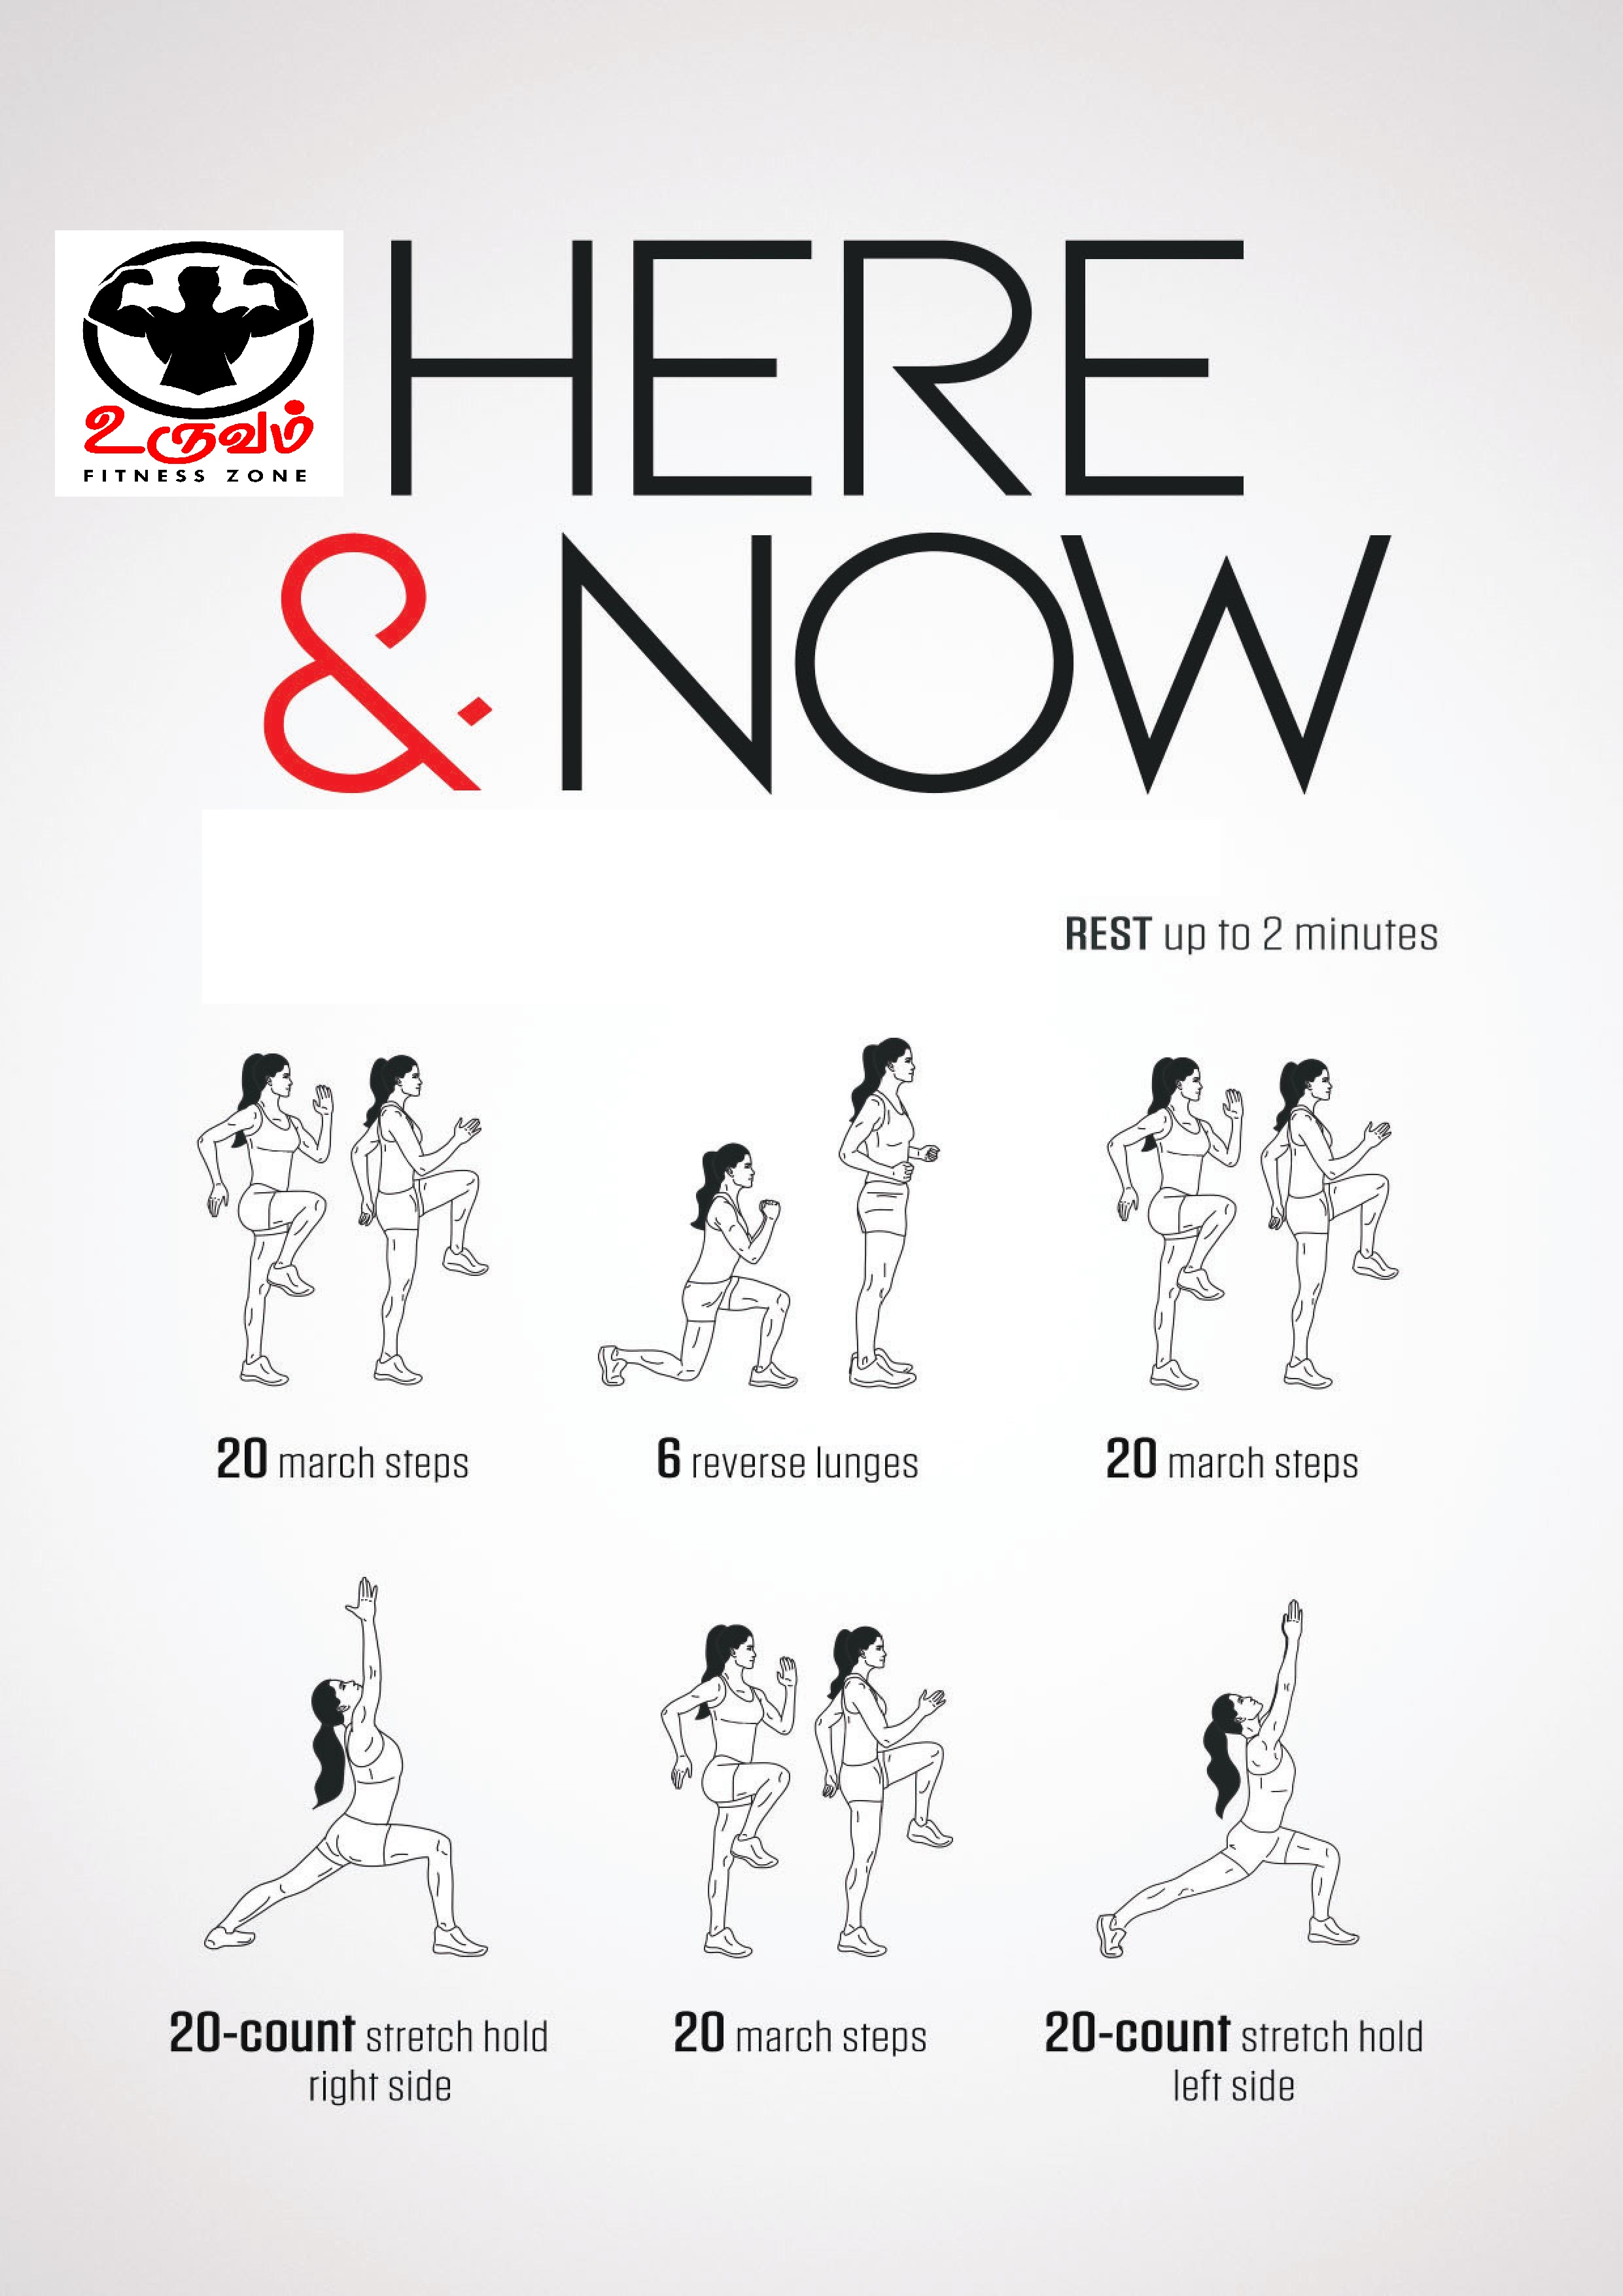 உருவம்
FITNESS ZONE
HERE
& NOW
REST up to 2 minutes
20 march steps
6 reverse lunges
20 march steps
20-count stretch hold
right side
20 march steps
20-count stretch hold
left side